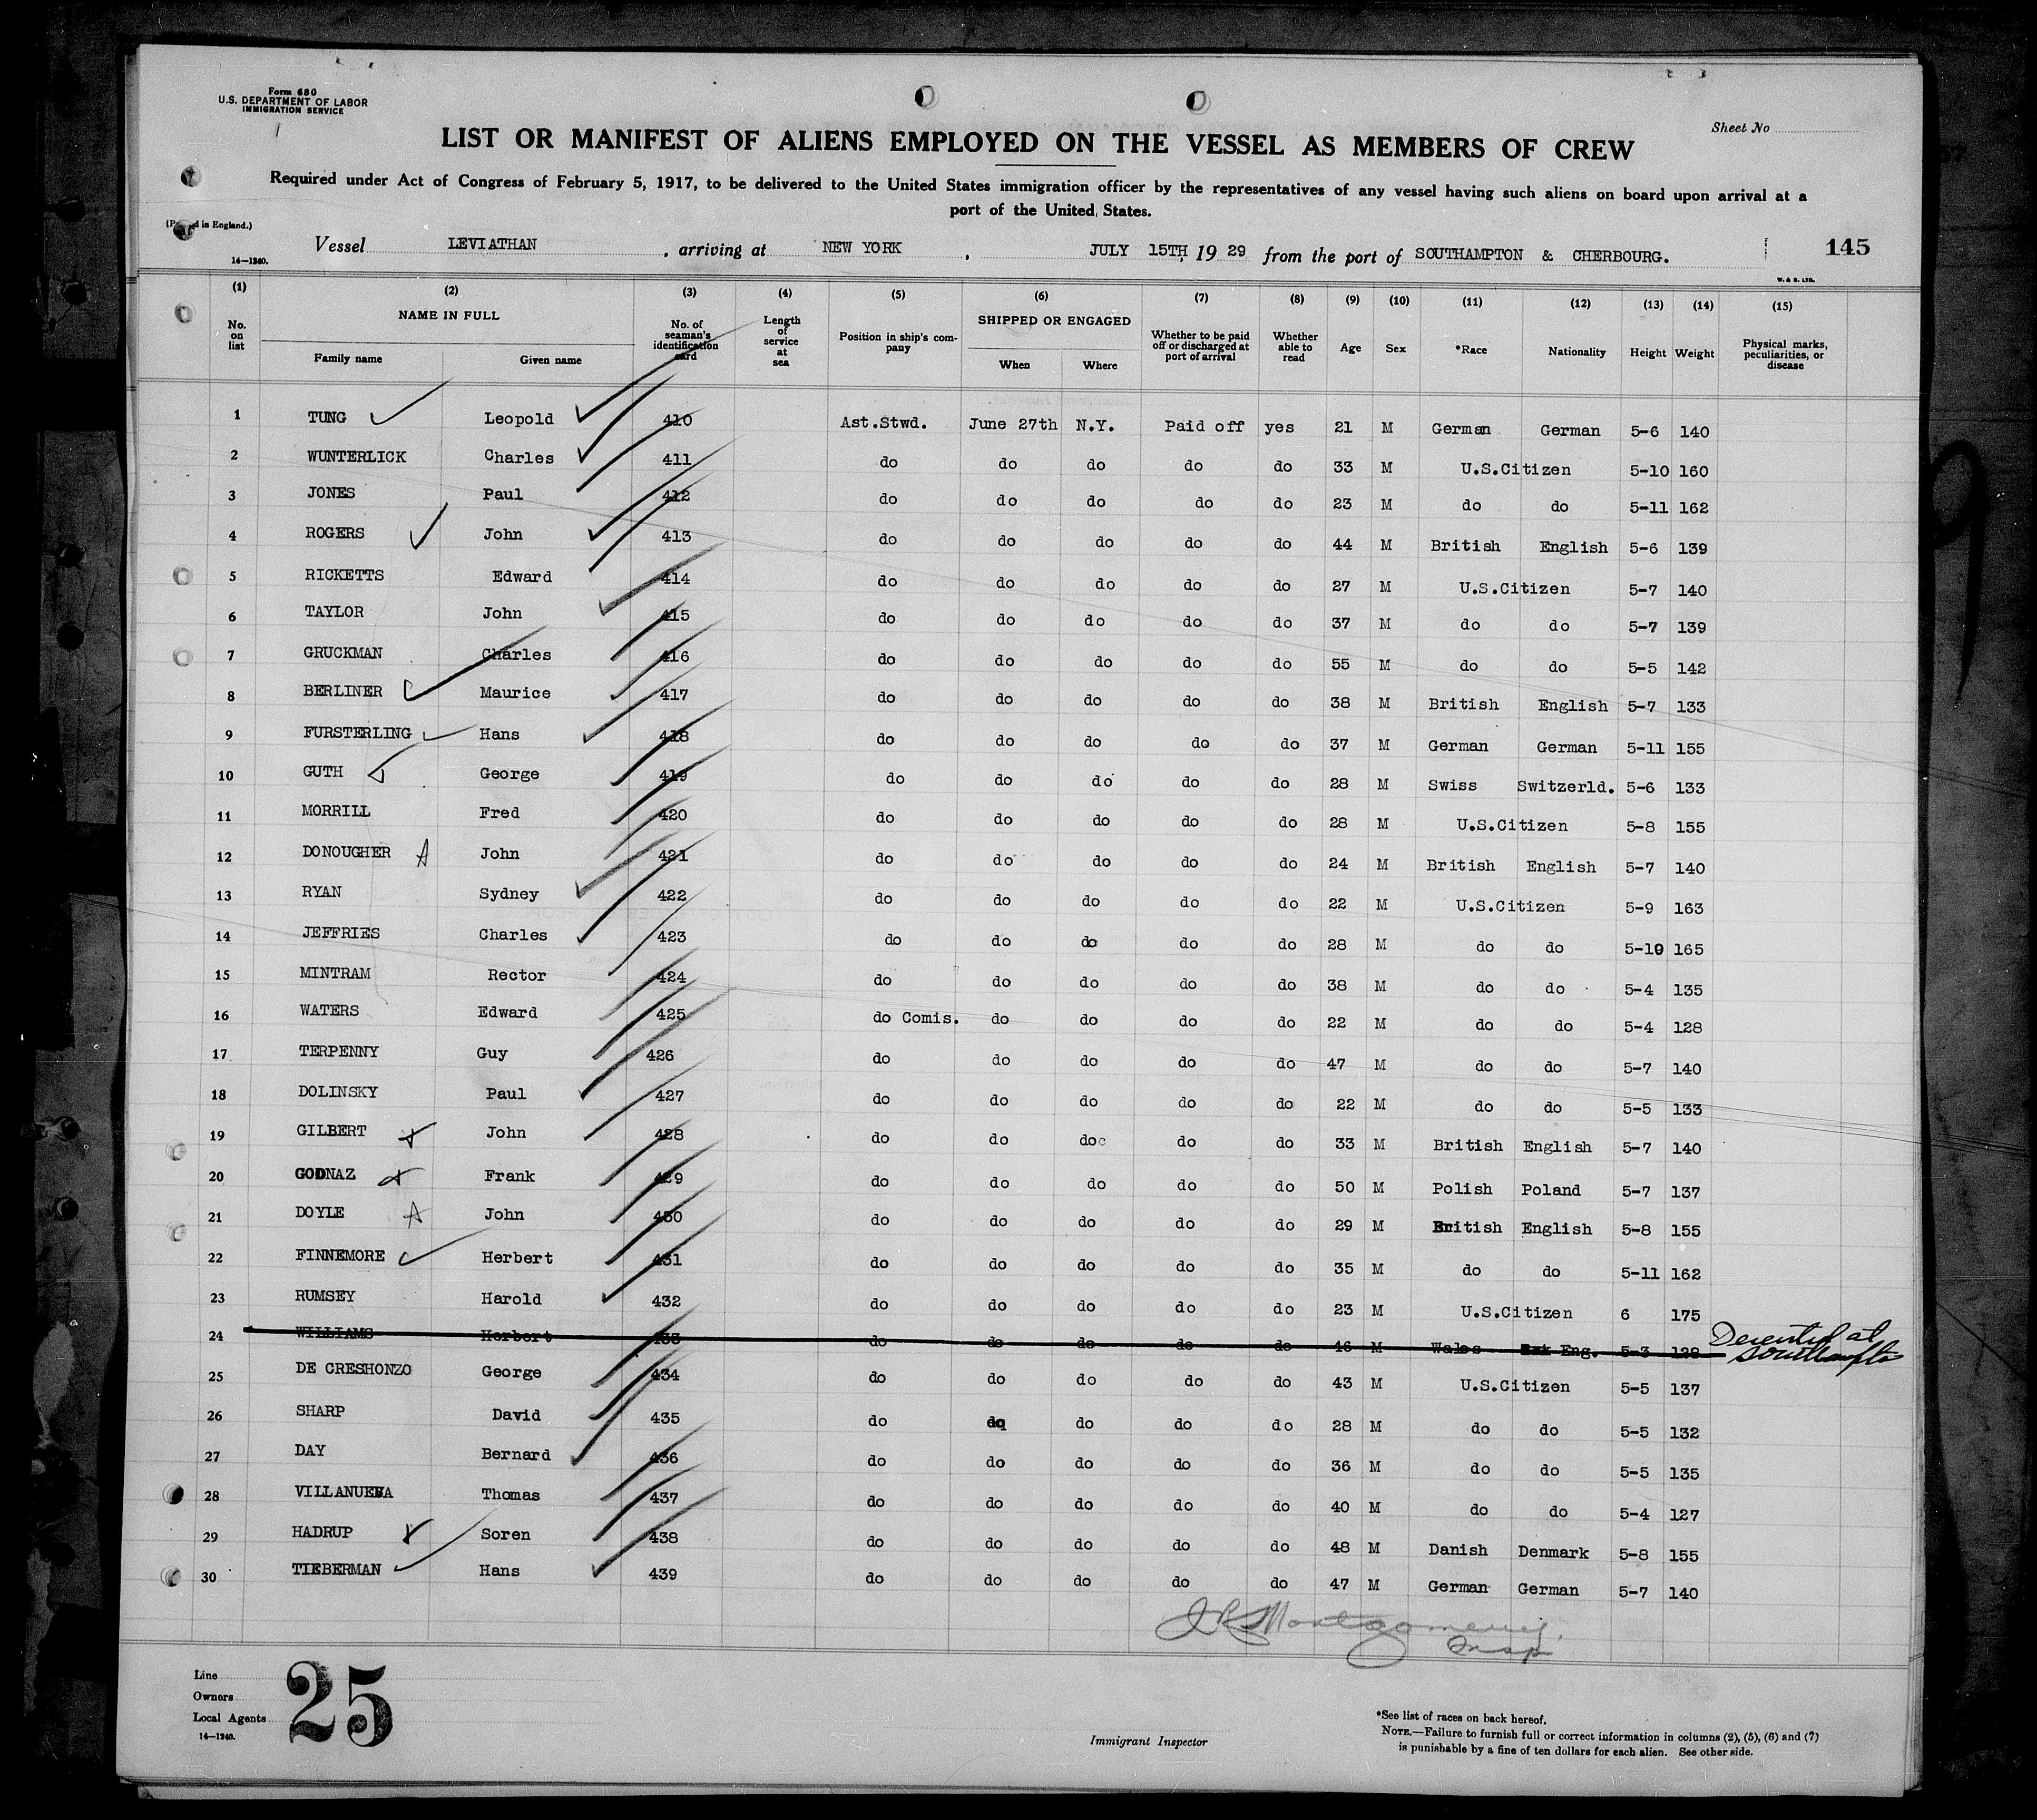 Form 680
U.S. DEPARTMENT OF LABOR
IMMIGRATION SERVICE
Sheet No
LIST OR MANIFEST OF ALIENS EMPLOYED ON THE VESSEL AS MEMBERS OF CREW
Required under Act of Congress of February 5, 1917, to be delivered to the United States immigration officer by the representatives of any vessel having such aliens on board upon arrival at a
port of the United States.
(Printed in England.)
Vessel LEVIATHAN , arriving at NEW YORK , JULY 15TH, 19 29 from the port of SOUTHAMPTON & CHERBOURG. 145
14—1240. W. & S. LTD.
(1) (2) (3) (4) (5) (6) (7) (8) (9) (10) (11) (12) (13) (14) (15)
No. on list NAME IN FULL Family name Given name No. of seaman's identification card Length of service at sea Position in ship's company SHIPPED OR ENGAGED When Where Whether to be paid off or discharged at port of arrival Whether able to read Age Sex *Race Nationality Height Weight Physical marks, peculiarities, or disease
1 TUNG Leopold 410 Ast.Stwd. June 27th N.Y. Paid off yes 21 M German German 5-6 140
2 WUNTERLICK Charles 411 do do do do do 33 M U.S.Citizen 5-10 160
3 JONES Paul 412 do do do do do 23 M do do 5-11 162
4 ROGERS John 413 do do do do do 44 M British English 5-6 139
5 RICKETTS Edward 414 do do do do do 27 M U.S.Citizen 5-7 140
6 TAYLOR John 415 do do do do do 37 M do do 5-7 139
7 GRUCKMAN Charles 416 do do do do do 55 M do do 5-5 142
8 BERLINER Maurice 417 do do do do do 38 M British English 5-7 133
9 FURSTERLING Hans 418 do do do do do 37 M German German 5-11 155
10 GUTH George 419 do do do do do 28 M Swiss Switzerld. 5-6 133
11 MORRILL Fred 420 do do do do do 28 M U.S.Citizen 5-8 155
12 DONOUGHER A John 421 do do do do do 24 M British English 5-7 140
13 RYAN Sydney 422 do do do do do 22 M U.S.Citizen 5-9 163
14 JEFFRIES Charles 423 do do do do do 28 M do do 5-10 165
15 MINTRAM Rector 424 do do do do do 38 M do do 5-4 135
16 WATERS Edward 425 do Comis. do do do do 22 M do do 5-4 128
17 TERPENNY Guy 426 do do do do do 47 M do do 5-7 140
18 DOLINSKY Paul 427 do do do do do 22 M do do 5-5 133
19 GILBERT John 428 do do do do do 33 M British English 5-7 140
20 GODNAZ Frank 429 do do do do do 50 M Polish Poland 5-7 137
21 DOYLE A John 430 do do do do do 29 M British English 5-8 155
22 FINNEMORE Herbert 431 do do do do do 35 M do do 5-11 162
23 RUMSEY Harold 432 do do do do do 23 M U.S.Citizen 6 175
24 WILLIAMS Herbert 433 do do do do do 46 M Wales Eng. 5-3 128 Deserted at Southampton
25 DE CRESHONZO George 434 do do do do do 43 M U.S.Citizen 5-5 137
26 SHARP David 435 do do do do do 28 M do do 5-5 132
27 DAY Bernard 436 do do do do do 36 M do do 5-5 135
28 VILLANUEVA Thomas 437 do do do do do 40 M do do 5-4 127
29 HADRUP Soren 438 do do do do do 48 M Danish Denmark 5-8 155
30 TIEBERMAN Hans 439 do do do do do 47 M German German 5-7 140
J R Montgomery.
Insp
Line
Owners
Local Agents
14—1240.
25
Immigrant Inspector
*See list of races on back hereof.
NOTE.—Failure to furnish full or correct information in columns (2), (5), (6) and (7)
is punishable by a fine of ten dollars for each alien. See other side.